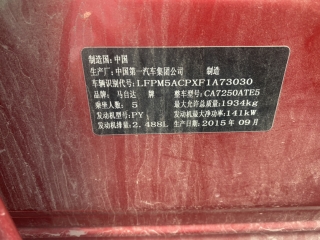 制造国:中国
生产厂:中国第一汽车集团公司 制造
车辆识别代号:LFPM5ACPXF1A73030
品牌:马自达 牌 整车型号:CA7250ATE5
乘坐人数:5 最大允许总质量:1934kg
发动机型号:PY 发动机最大净功率:141kW
发动机排量:2.488L 制造年月:2015年09月